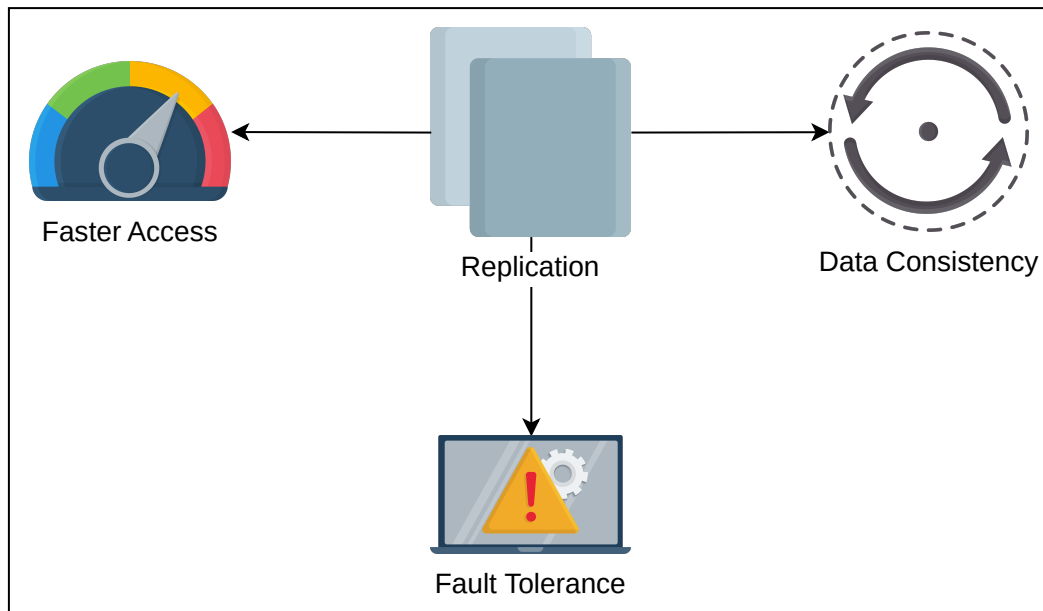 Faster Access
Replication
Data Consistency
Fault Tolerance